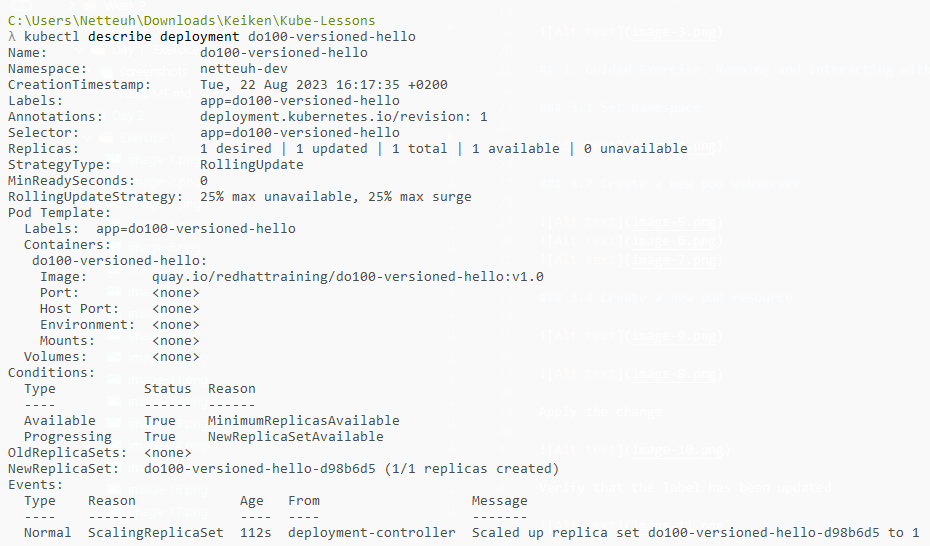 C:\Users\Netteuh\Downloads\Keiken\Kube-Lessons
λ kubectl describe deployment do100-versioned-hello
Name:                   do100-versioned-hello
Namespace:              netteuh-dev
CreationTimestamp:      Tue, 22 Aug 2023 16:17:35 +0200
Labels:                 app=do100-versioned-hello
Annotations:            deployment.kubernetes.io/revision: 1
Selector:               app=do100-versioned-hello
Replicas:               1 desired | 1 updated | 1 total | 1 available | 0 unavailable
StrategyType:           RollingUpdate
MinReadySeconds:        0
RollingUpdateStrategy:  25% max unavailable, 25% max surge
Pod Template:
  Labels:  app=do100-versioned-hello
  Containers:
   do100-versioned-hello:
    Image:        quay.io/redhattraining/do100-versioned-hello:v1.0
    Port:         <none>
    Host Port:    <none>
    Environment:  <none>
    Mounts:       <none>
  Volumes:        <none>
Conditions:
  Type           Status  Reason
  ----           ------  ------
  Available      True    MinimumReplicasAvailable
  Progressing    True    NewReplicaSetAvailable
OldReplicaSets:  <none>
NewReplicaSet:   do100-versioned-hello-d98b6d5 (1/1 replicas created)
Events:
  Type    Reason             Age   From                   Message
  ----    ------             ----  ----                   -------
  Normal  ScalingReplicaSet  112s  deployment-controller  Scaled up replica set do100-versioned-hello-d98b6d5 to 1